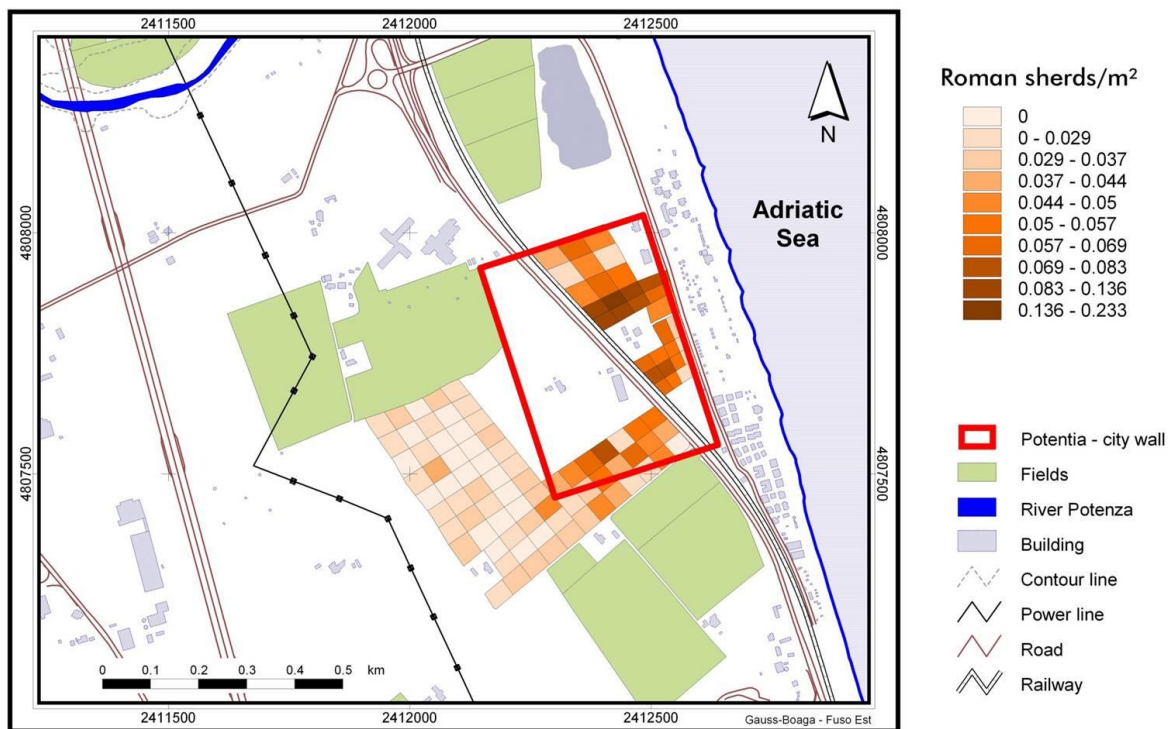 2411500
2412000
2412500
4808000
4808000
4807500
4807500
N
Adriatic
Sea
0
0.1
0.2
0.3
0.4
0.5
km
2411500
2412000
2412500
Gauss-Boaga - Fuso Est
Roman sherds/m²
0
0 - 0.029
0.029 - 0.037
0.037 - 0.044
0.044 - 0.05
0.05 - 0.057
0.057 - 0.069
0.069 - 0.083
0.083 - 0.136
0.136 - 0.233
Potentia - city wall
Fields
River Potenza
Building
Contour line
Power line
Road
Railway